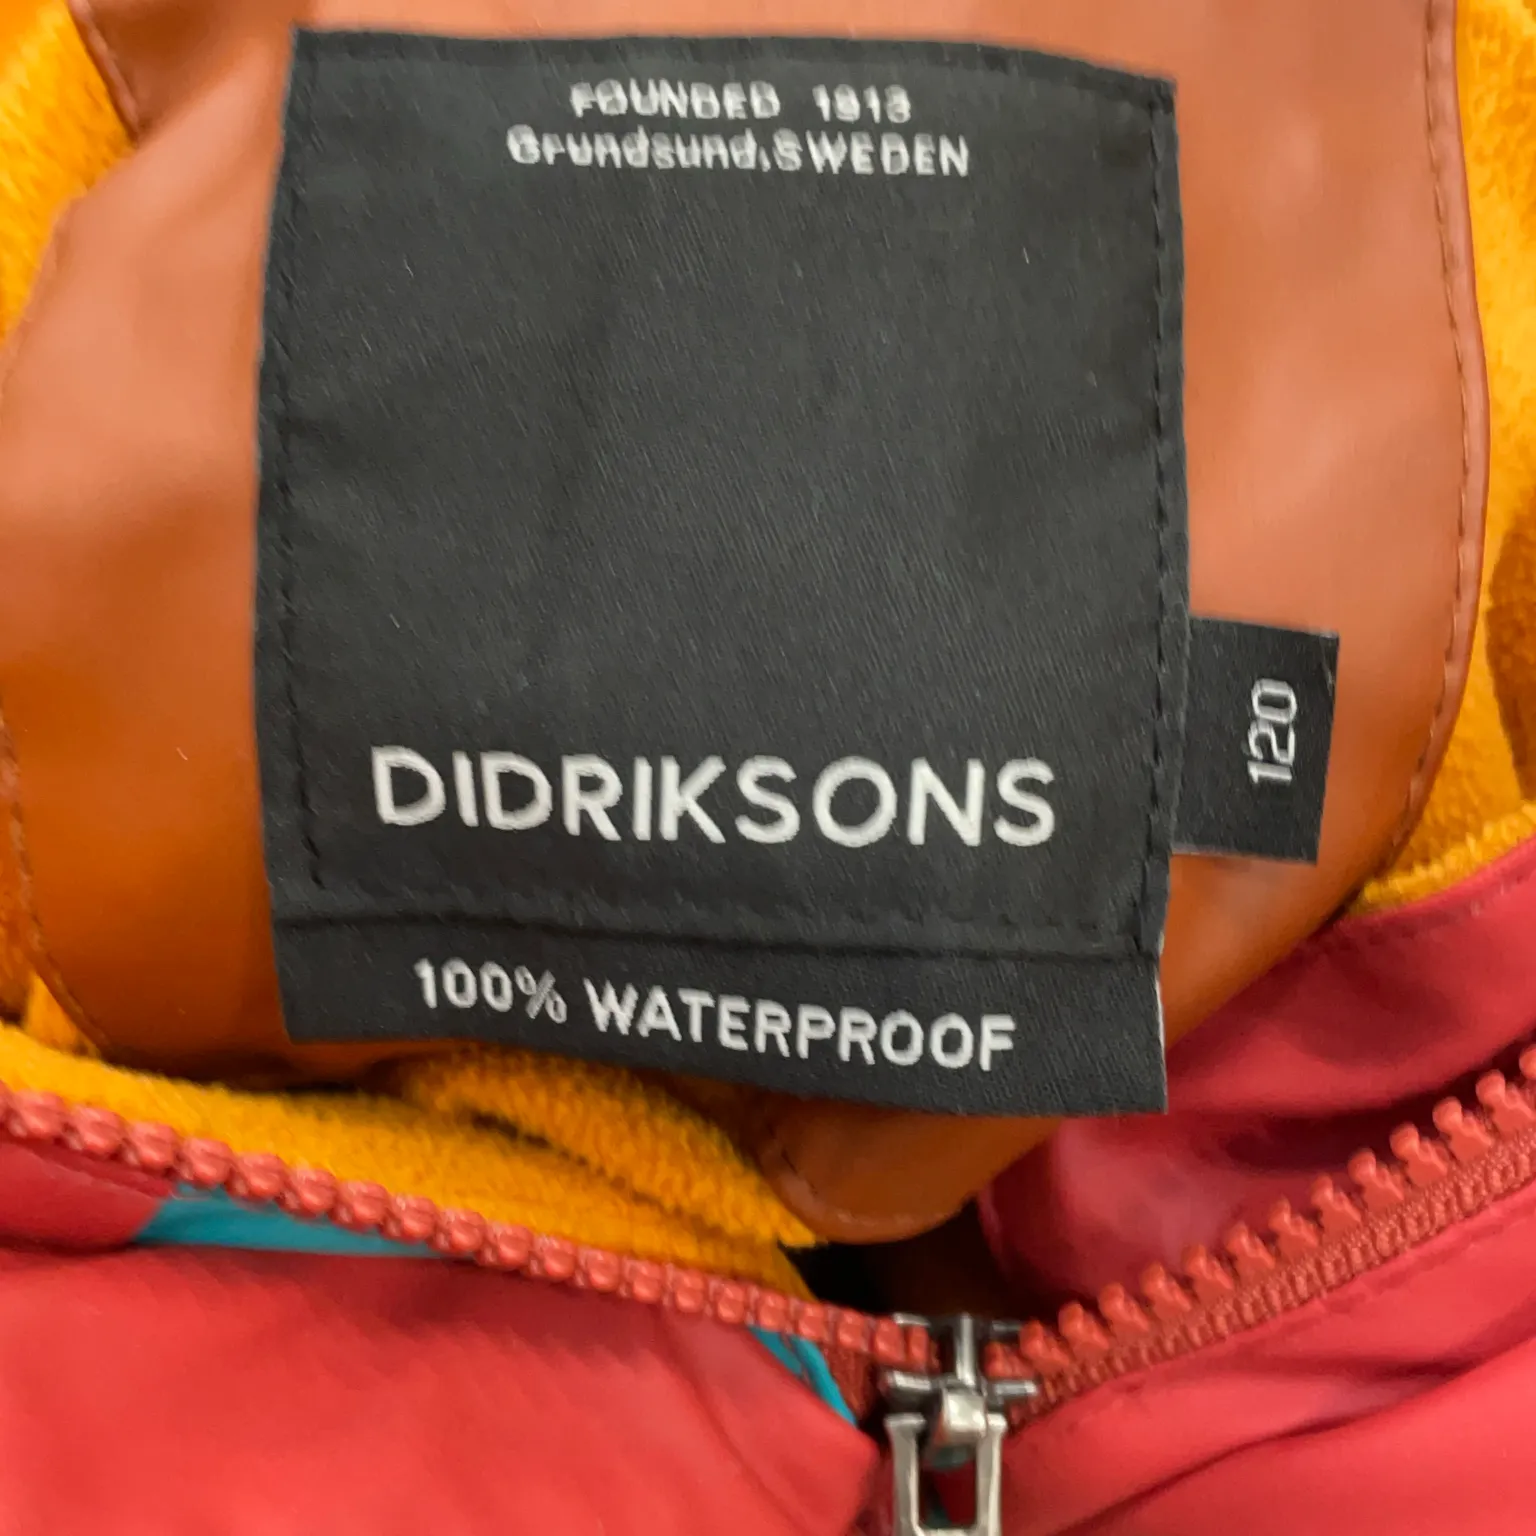 FOUNDED 1913
Grundsund,SWEDEN
DIDRIKSONS
120
100% WATERPROOF